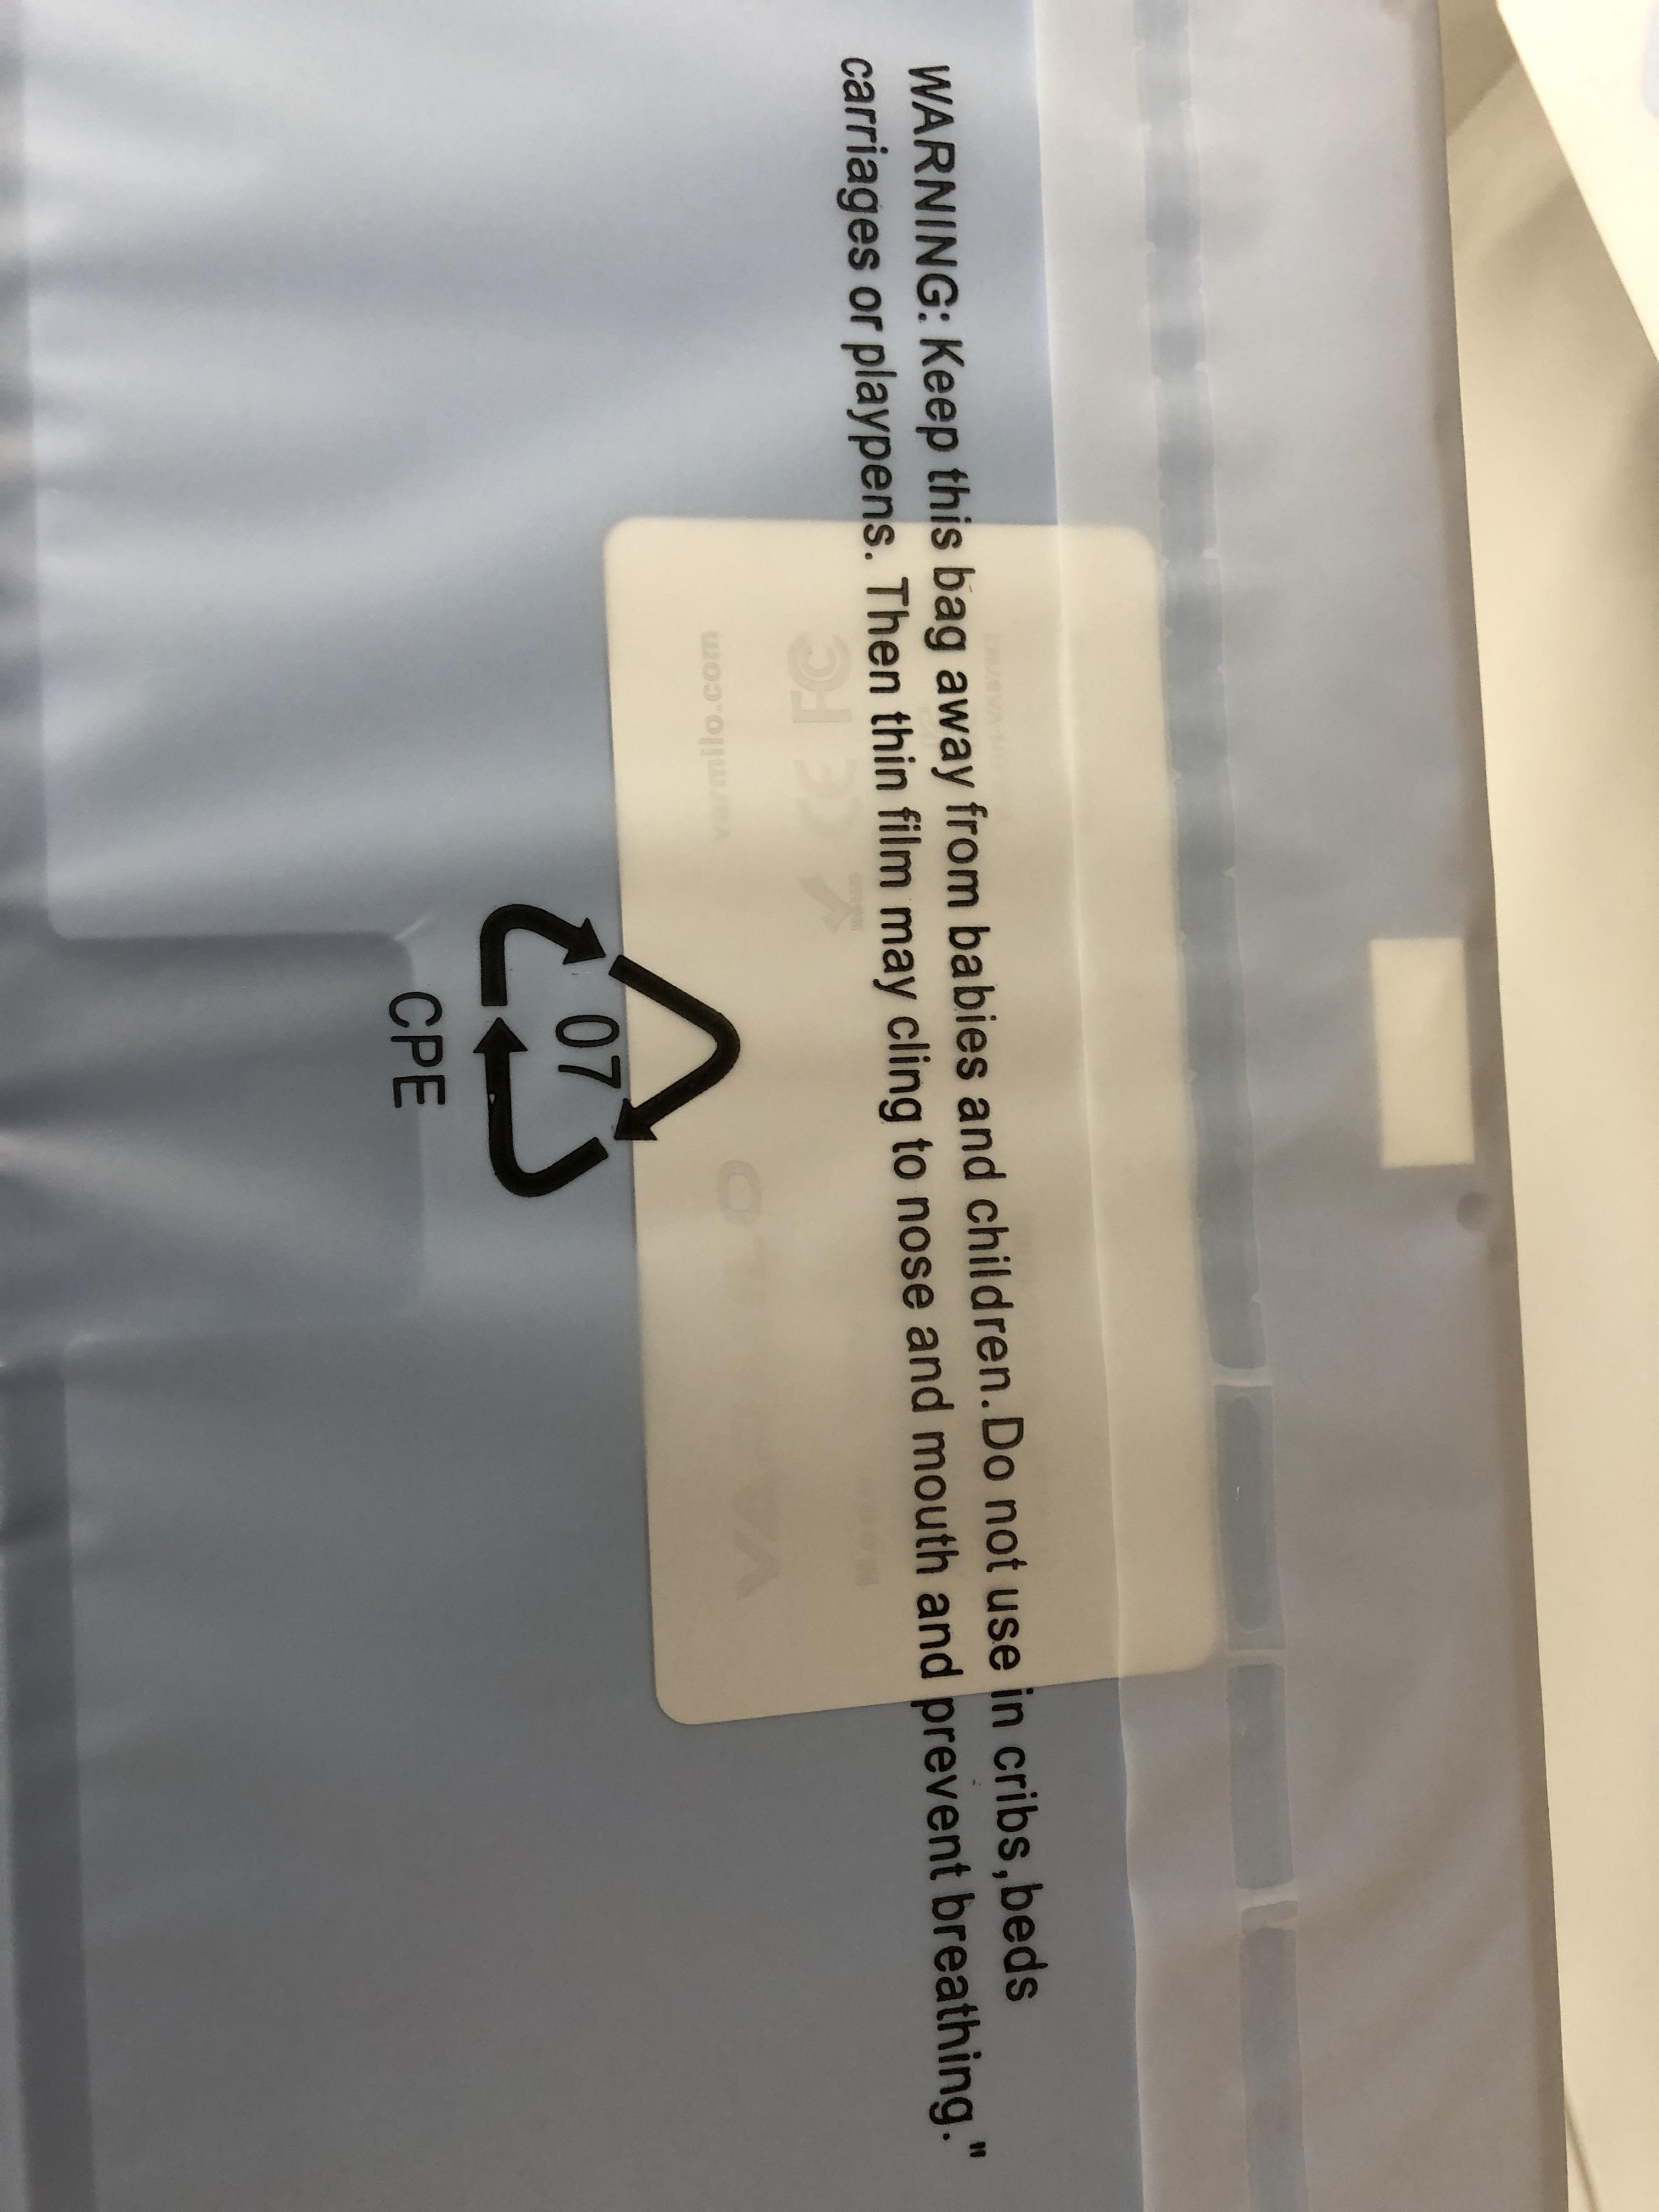 WARNING: Keep this bag away from babies and children. Do not use in cribs,beds
carriages or playpens. Then thin film may cling to nose and mouth and prevent breathing."
07
CPE